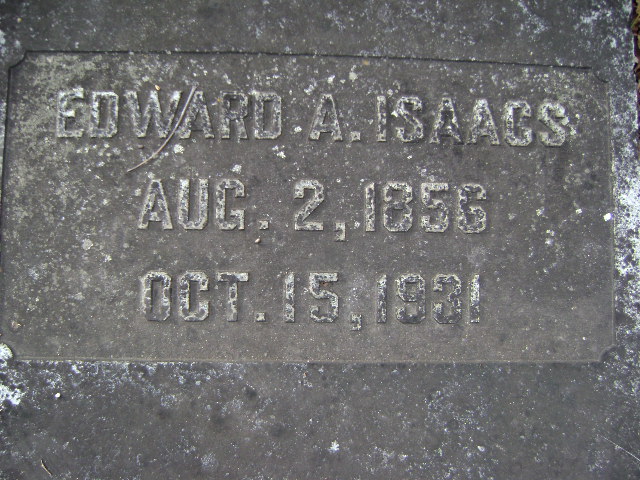 EDWARD A. ISAACS
AUG. 2, 1856
OCT. 15, 1931